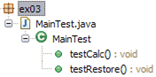 ex03
MainTest.java
MainTest
testCalc() : void
testRestore() : void